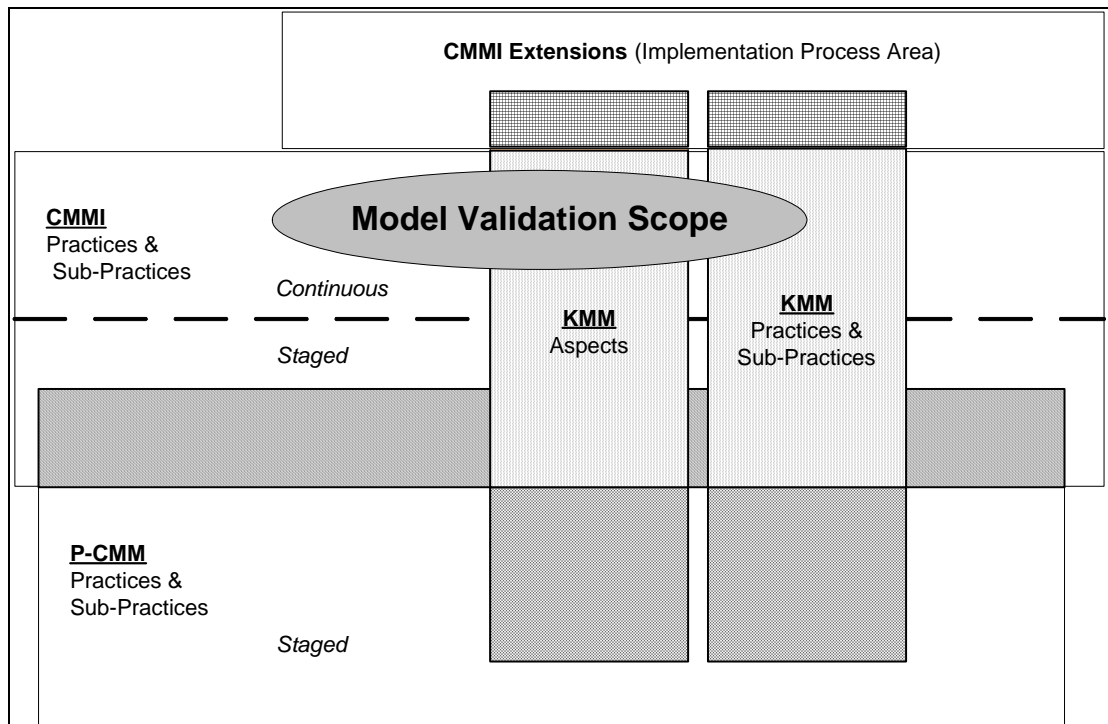 CMMI Extensions (Implementation Process Area)
CMMI
Practices &
Sub-Practices
Model Validation Scope
Continuous
Staged
KMM
Aspects
KMM
Practices &
Sub-Practices
P-CMM
Practices &
Sub-Practices
Staged